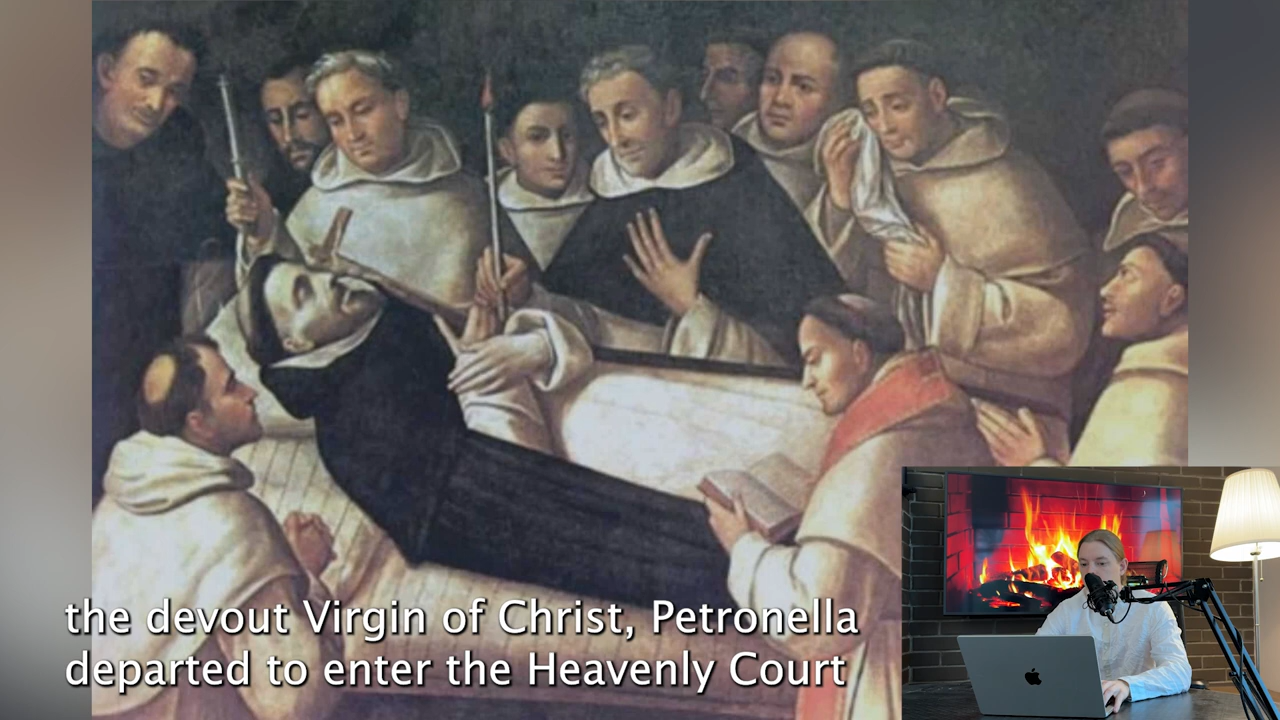 the devout Virgin of Christ, Petronella
departed to enter the Heavenly Court